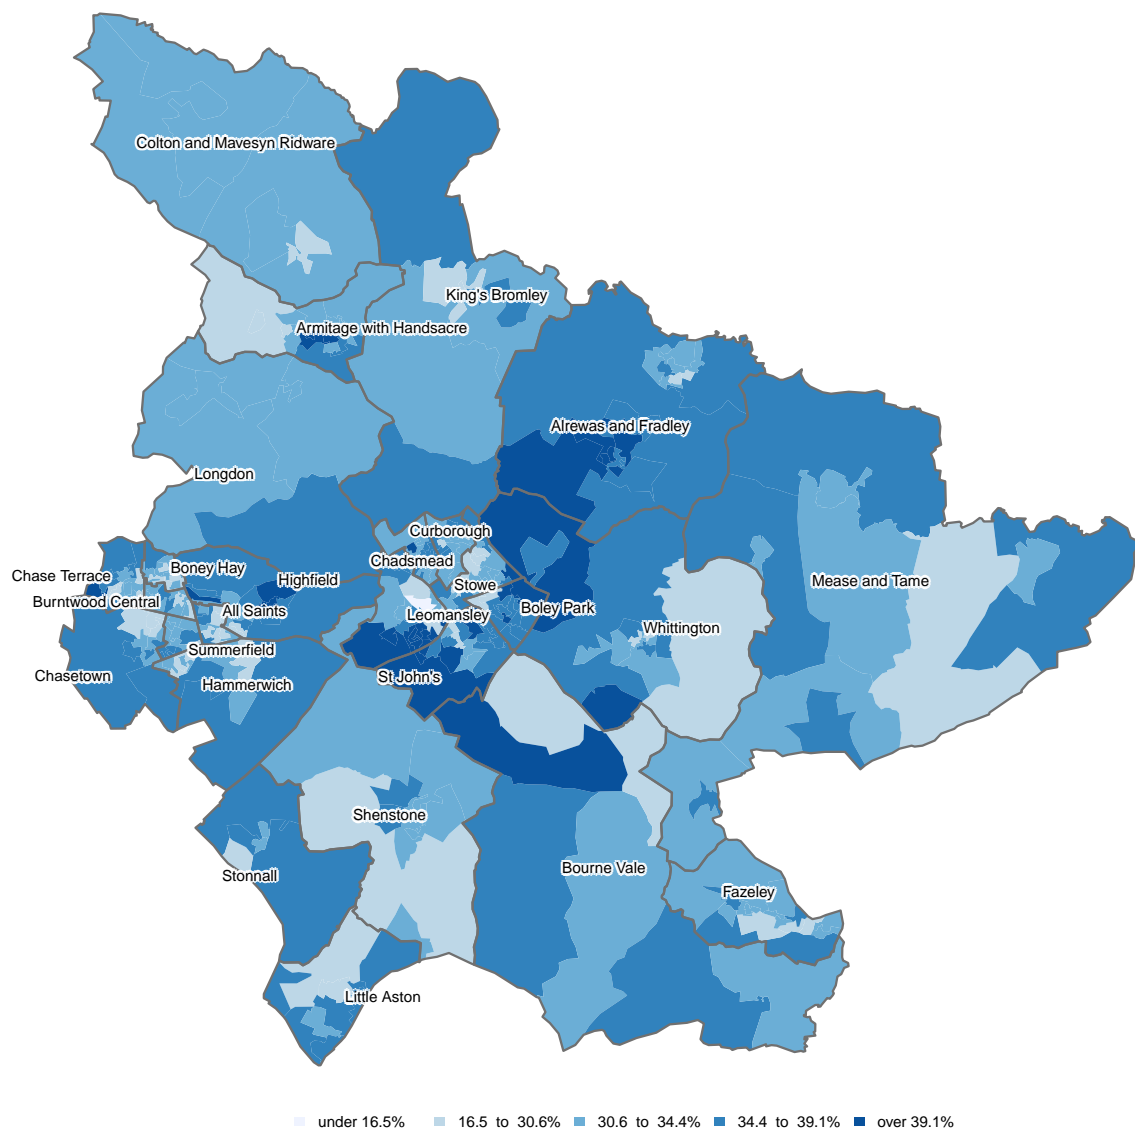 Colton and Mavesyn Ridware
King's Bromley
Armitage with Handsacre
Alrewas and Fradley
Longdon
Curborough
Chadsmead
Boney Hay
Chase Terrace
Highfield
Stowe
Mease and Tame
Burntwood Central
All Saints
Leomansley
Boley Park
Whittington
Summerfield
Chasetown
St John's
Hammerwich
Shenstone
Bourne Vale
Stonnall
Fazeley
Little Aston
under 16.5% 16.5 to 30.6% 30.6 to 34.4% 34.4 to 39.1% over 39.1%